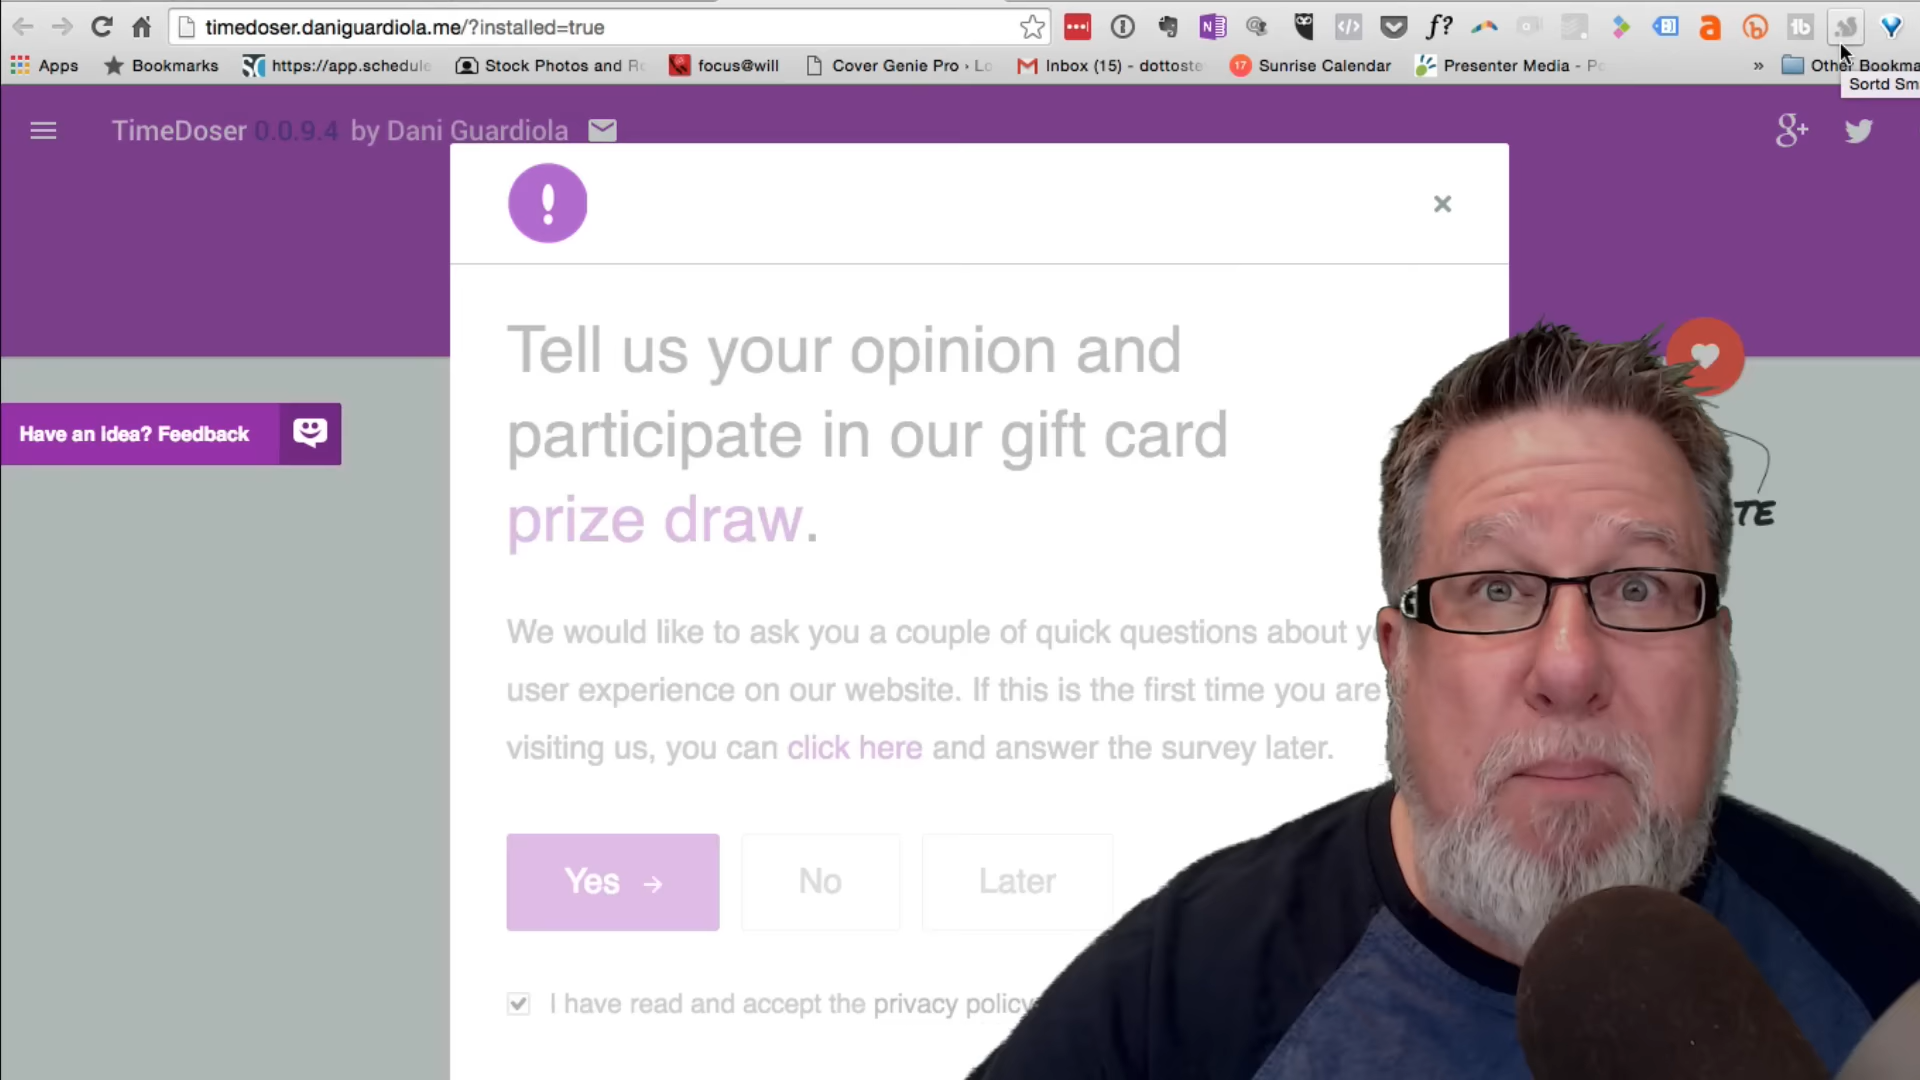 timedoser.daniguardiola.me/?installed=true
Apps
Bookmarks
https://app.schedule
Stock Photos and R
focus@will
Cover Genie Pro › Lo
Inbox (15) - dottoste
17
Sunrise Calendar
Presenter Media - P
»
Other Bookma
Sortd Sm
TimeDoser 0.0.9.4 by Dani Guardiola
g+
!
×
Tell us your opinion and
participate in our gift card
prize draw.
Have an idea? Feedback
TE
We would like to ask you a couple of quick questions about y
user experience on our website. If this is the first time you are
visiting us, you can click here and answer the survey later.
Yes →
No
Later
I have read and accept the privacy policy